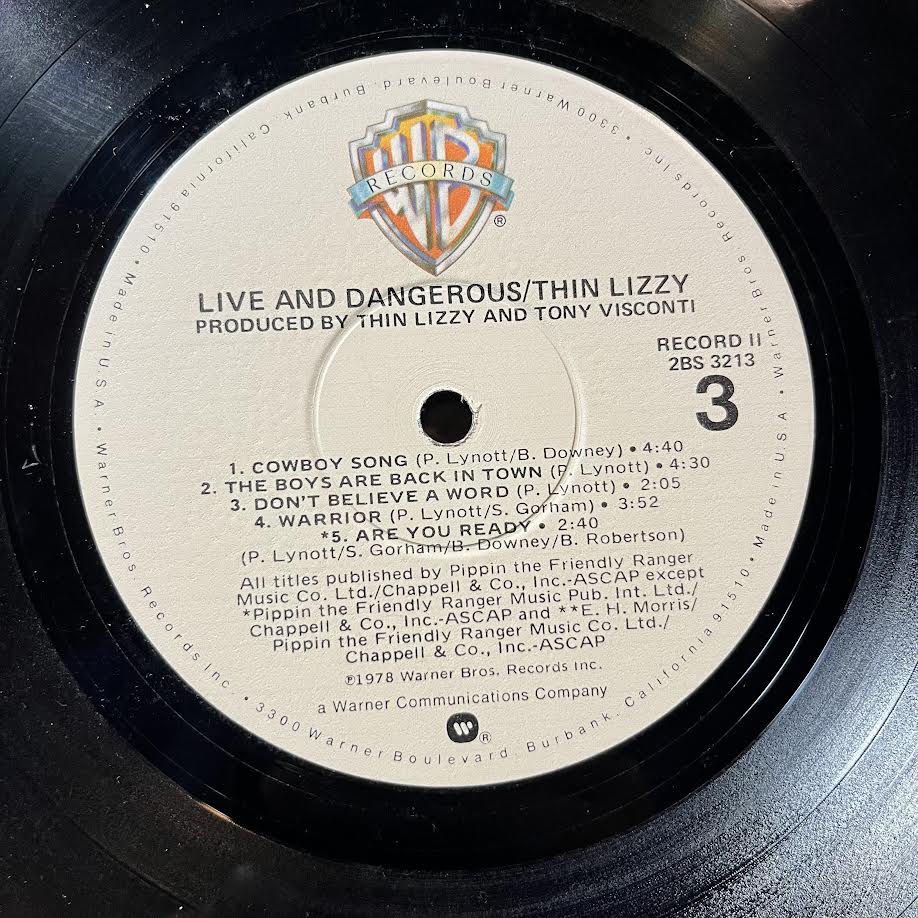 WB
RECORDS
®
LIVE AND DANGEROUS/THIN LIZZY
PRODUCED BY THIN LIZZY AND TONY VISCONTI
RECORD II
2BS 3213
3
1. COWBOY SONG (P. Lynott/B. Downey) • 4:40
2. THE BOYS ARE BACK IN TOWN (P. Lynott) • 4:30
3. DON'T BELIEVE A WORD (P. Lynott) • 2:05
4. WARRIOR (P. Lynott/S. Gorham) • 3:52
*5. ARE YOU READY • 2:40
(P. Lynott/S. Gorham/B. Downey/B. Robertson)
All titles published by Pippin the Friendly Ranger
Music Co. Ltd./Chappell & Co., Inc.-ASCAP except
*Pippin the Friendly Ranger Music Pub. Int. Ltd./
Chappell & Co., Inc.-ASCAP and **E. H. Morris/
Pippin the Friendly Ranger Music Co. Ltd./
Chappell & Co., Inc.-ASCAP
℗1978 Warner Bros. Records Inc.
a Warner Communications Company
®
Warner Bros. Records Inc. • 3300 Warner Boulevard, Burbank, California 91510 • Made in U.S.A. • Warner Bros. Records Inc. • 3300 Warner Boulevard, Burbank, California 91510 • Made in U.S.A. •